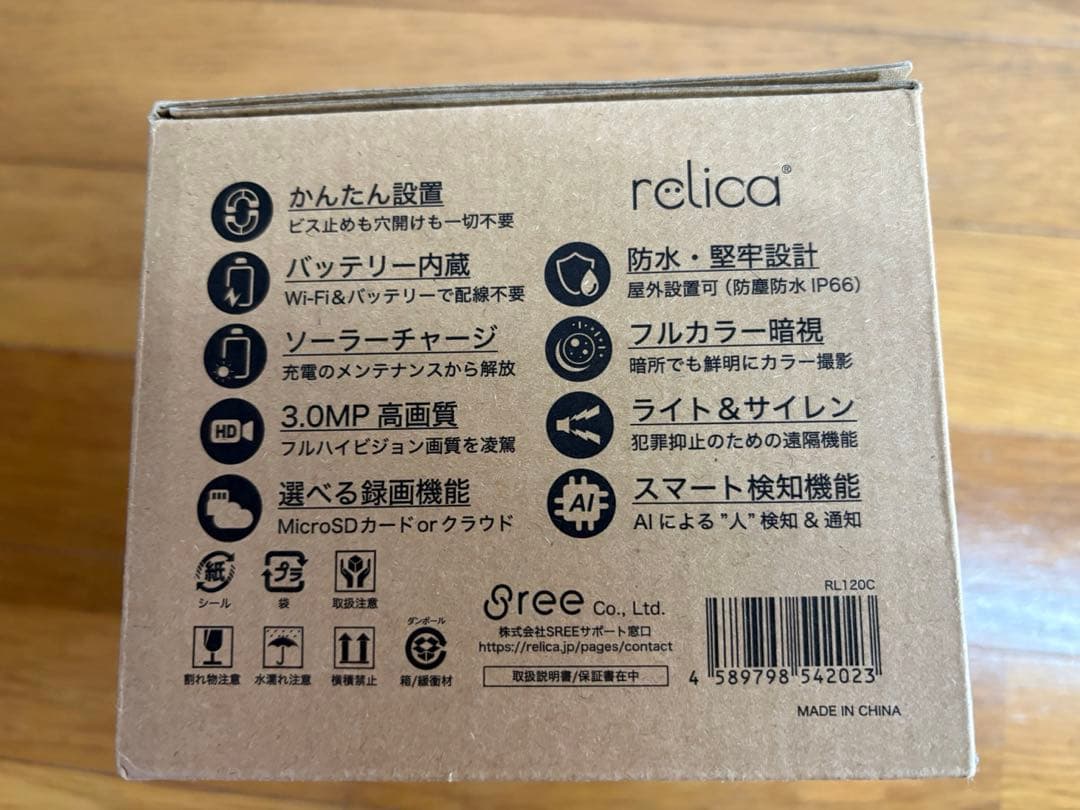 relica®
かんたん設置
ビス止めも穴開けも一切不要
バッテリー内蔵
Wi-Fi&バッテリーで配線不要
ソーラーチャージ
充電のメンテナンスから解放
HD
3.0MP 高画質
フルハイビジョン画質を凌駕
選べる録画機能
MicroSDカード or クラウド
防水・堅牢設計
屋外設置可（防塵防水 IP66）
フルカラー暗視
暗所でも鮮明にカラー撮影
ライト＆サイレン
犯罪抑止のための遠隔機能
AI
スマート検知機能
AI による ”人” 検知 & 通知
紙
シール
プラ
袋
取扱注意
割れ物注意
水濡れ注意
横積禁止
ダンボール
箱/緩衝材
Sree Co., Ltd.
株式会社SREEサポート窓口
https://relica.jp/pages/contact
取扱説明書/保証書在中
RL120C
4 589798 542023
MADE IN CHINA